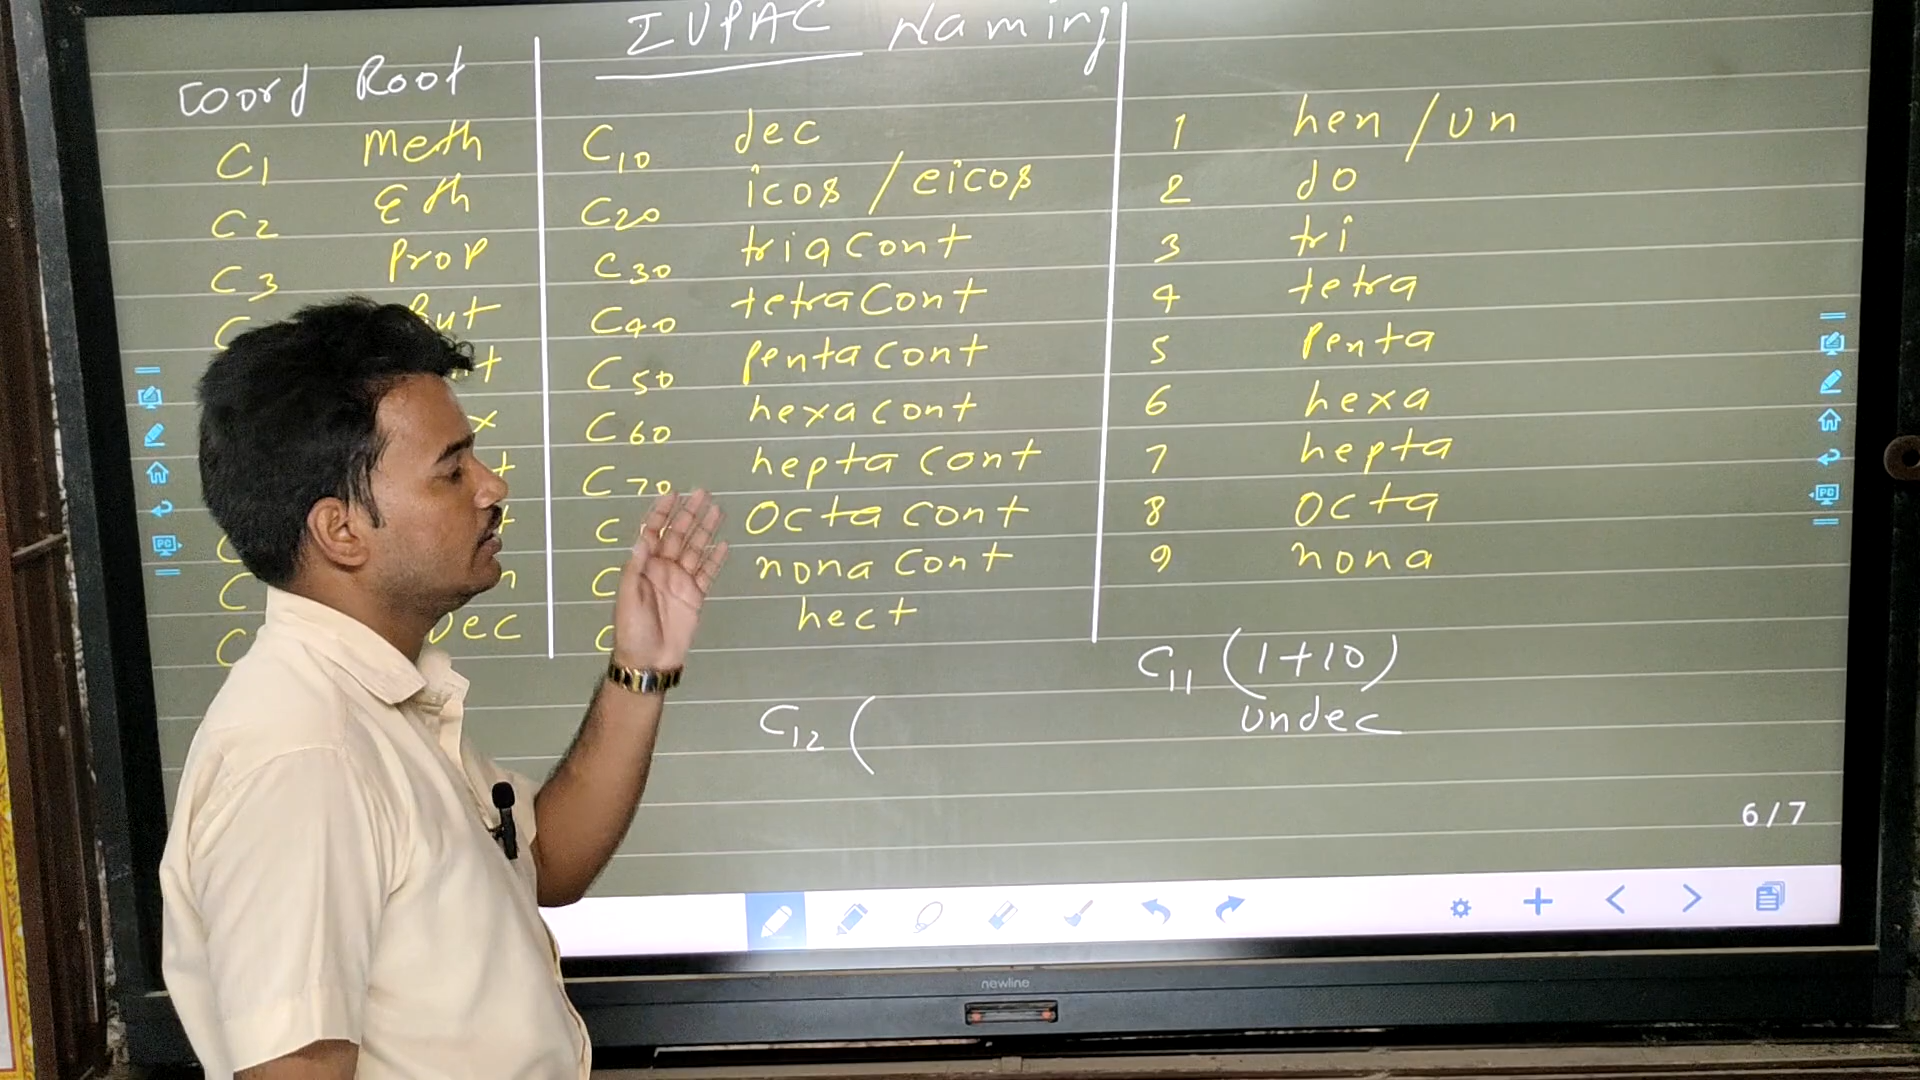 IUPAC Naming
Coord Root
C1 Meth
C2 Eth
C3 Prop
But
Dec
C10 dec
C20 icos / eicos
C30 triacont
C40 tetracont
C50 pentacont
C60 hexacont
C70 heptacont
octacont
nonacont
hect
1 hen / un
2 do
3 tri
4 tetra
5 penta
6 hexa
7 hepta
8 octa
9 nona
C11 (1+10)
undec
C12 (
6/7
newline